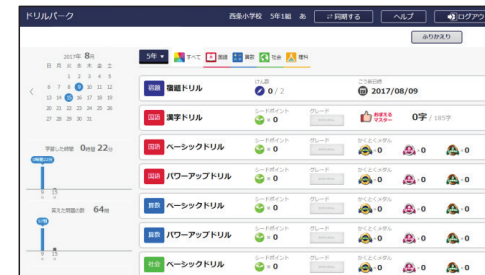 ドリルパーク
西条小学校 5年1組 あ
同期する
ヘルプ
ログアウ
ふりかえり
2017年 8月
日 月 火 水 木 金 土
1 2 3 4 5
6 7 8 9 10 11 12
13 14 15 16 17 18 19
20 21 22 23 24 25 26
27 28 29 30 31
学習した時間 0時間 22分
0時間22分
9 15
答えた問題の数 64問
9 15
5年 すべて 国語 算数 社会 理科
宿題 宿題ドリル
0 / 2
2017/08/09
国語 漢字ドリル
シードポイント
× 0
グレード
おぼえる マスター
0字 / 185字
国語 ベーシックドリル
シードポイント
× 0
グレード
かくとくメダル
×0 ×0 ×0
国語 パワーアップドリル
シードポイント
× 0
グレード
かくとくメダル
×0 ×0 ×0
算数 ベーシックドリル
シードポイント
× 0
グレード
かくとくメダル
×0 ×0 ×0
算数 パワーアップドリル
シードポイント
× 0
グレード
かくとくメダル
×0 ×0 ×0
社会 ベーシックドリル
シードポイント
× 0
グレード
かくとくメダル
×0 ×0 ×0